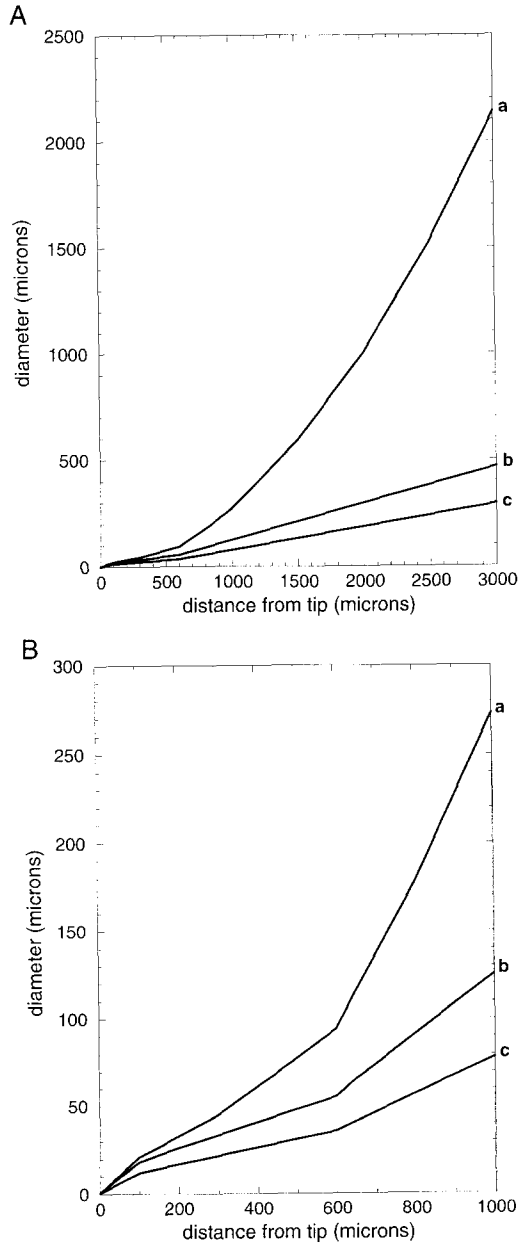 A
2500
2000
1500
1000
500
0
diameter (microns)
a
b
c
0 500 1000 1500 2000 2500 3000
distance from tip (microns)
B
300
250
200
150
100
50
0
diameter (microns)
a
b
c
0 200 400 600 800 1000
distance from tip (microns)